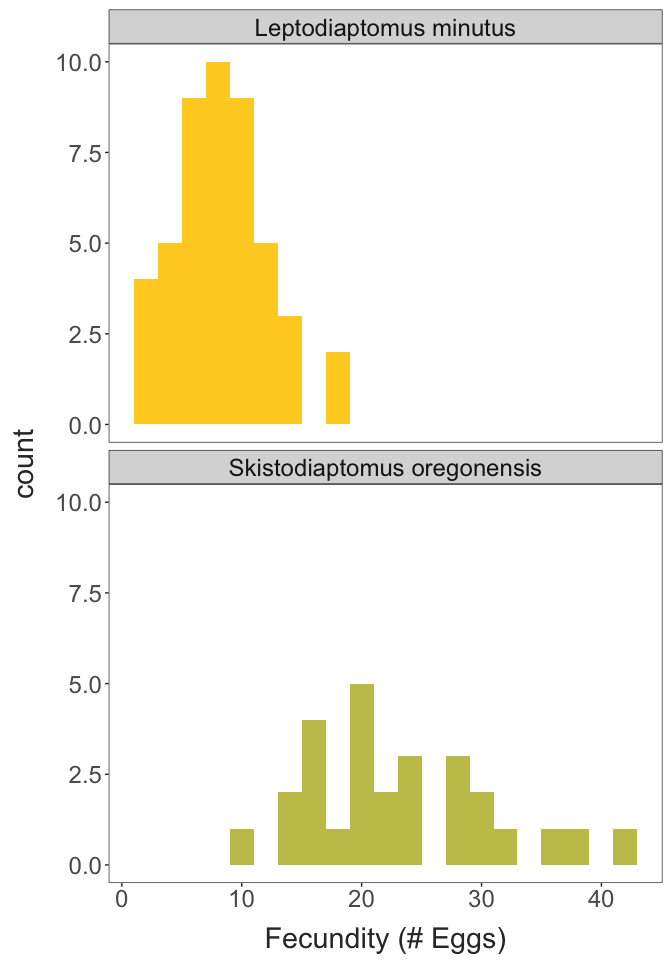 Leptodiaptomus minutus
10.0
7.5
5.0
2.5
0.0
count
Skistodiaptomus oregonensis
10.0
7.5
5.0
2.5
0.0
0 10 20 30 40
Fecundity (# Eggs)